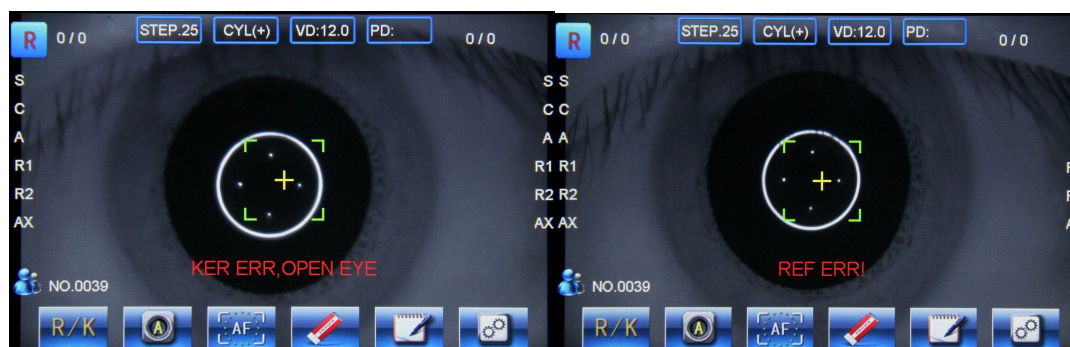 R 0/0 STEP.25 CYL(+) VD:12.0 PD: 0/0
S S
C C
A A
R1 R1
R2 R2
AX AX
KER ERR,OPEN EYE
NO.0039
R/K A AF
R 0/0 STEP.25 CYL(+) VD:12.0 PD: 0/0
S
C
A
R1
R2
AX
REF ERR!
NO.0039
R/K A AF